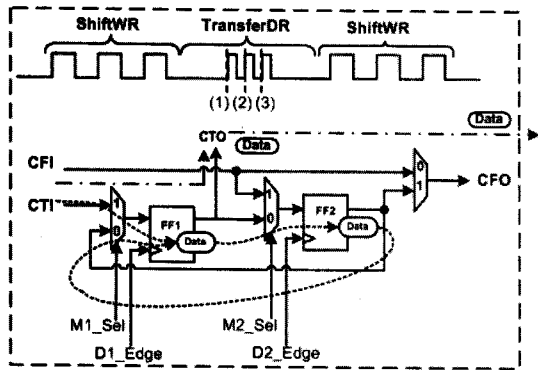 ShiftWR TransferDR ShiftWR
(1) (2) (3)
Data
CTO Data
CFI
0
1
CFO
CTI
1
0
FF1
Data
1
0
FF2
Data
M1_Sel M2_Sel
D1_Edge D2_Edge